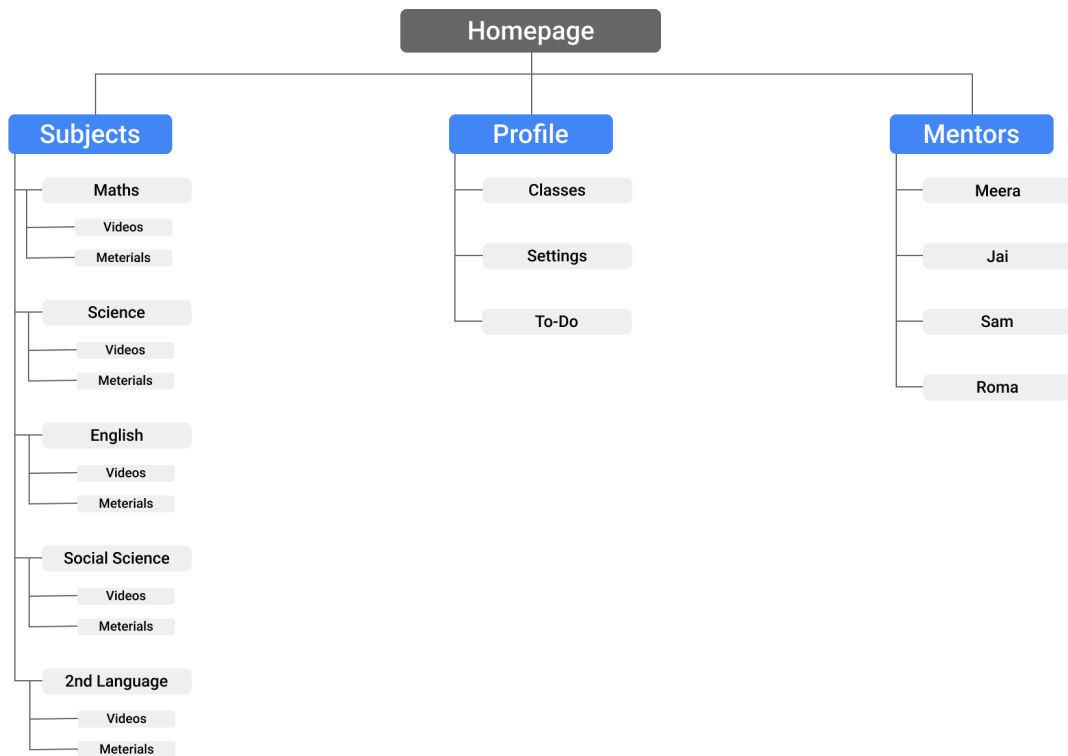 Homepage
Subjects
Profile
Mentors
Maths
Videos
Meterials
Science
Videos
Meterials
English
Videos
Meterials
Social Science
Videos
Meterials
2nd Language
Videos
Meterials
Classes
Settings
To-Do
Meera
Jai
Sam
Roma